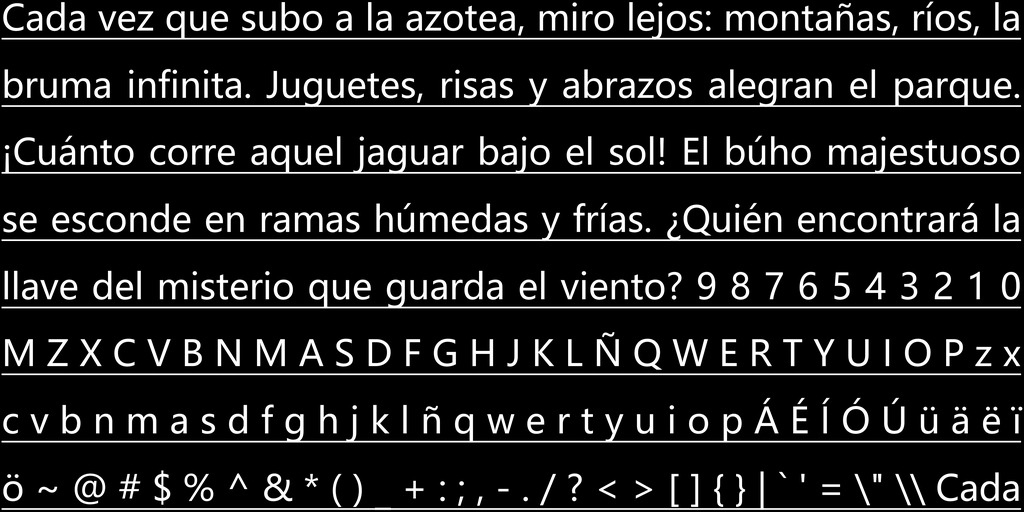 Cada vez que subo a la azotea, miro lejos: montañas, ríos, la
bruma infinita. Juguetes, risas y abrazos alegran el parque.
¡Cuánto corre aquel jaguar bajo el sol! El búho majestuoso
se esconde en ramas húmedas y frías. ¿Quién encontrará la
llave del misterio que guarda el viento? 9 8 7 6 5 4 3 2 1 0
M Z X C V B N M A S D F G H J K L Ñ Q W E R T Y U I O P z x
c v b n m a s d f g h j k l ñ q w e r t y u i o p Á É Í Ó Ú ü ä ë ï
ö ~ @ # $ % ^ & * ( ) _ + : ; , - . / ? < > [ ] { } | ` ' = \" \\ Cada